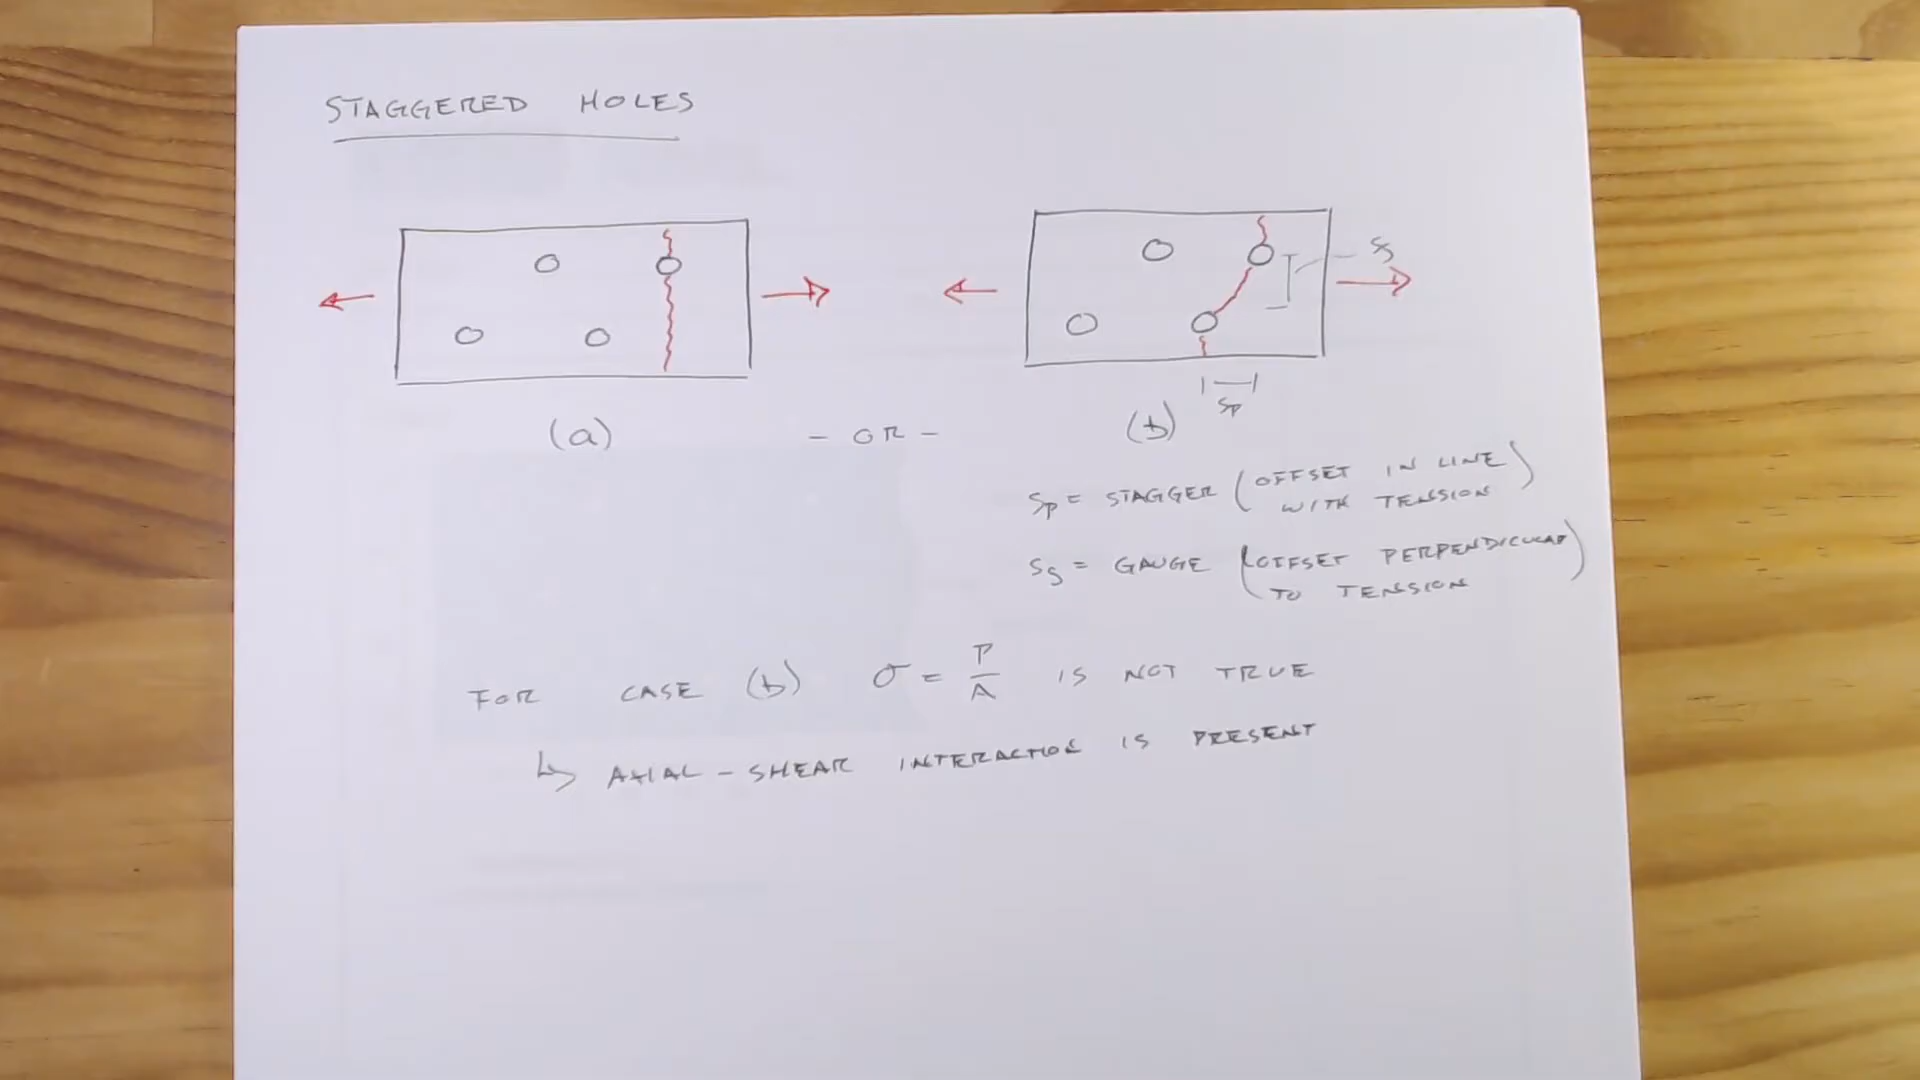 STAGGERED HOLES
Sg
Sp
(a) - OR - (b)
Sp = STAGGER (OFFSET IN LINE
WITH TENSION)
Sg = GAUGE (OFFSET PERPENDICULAR
TO TENSION)
FOR CASE (b) σ = P/A IS NOT TRUE
↳ AXIAL - SHEAR INTERACTION IS PRESENT